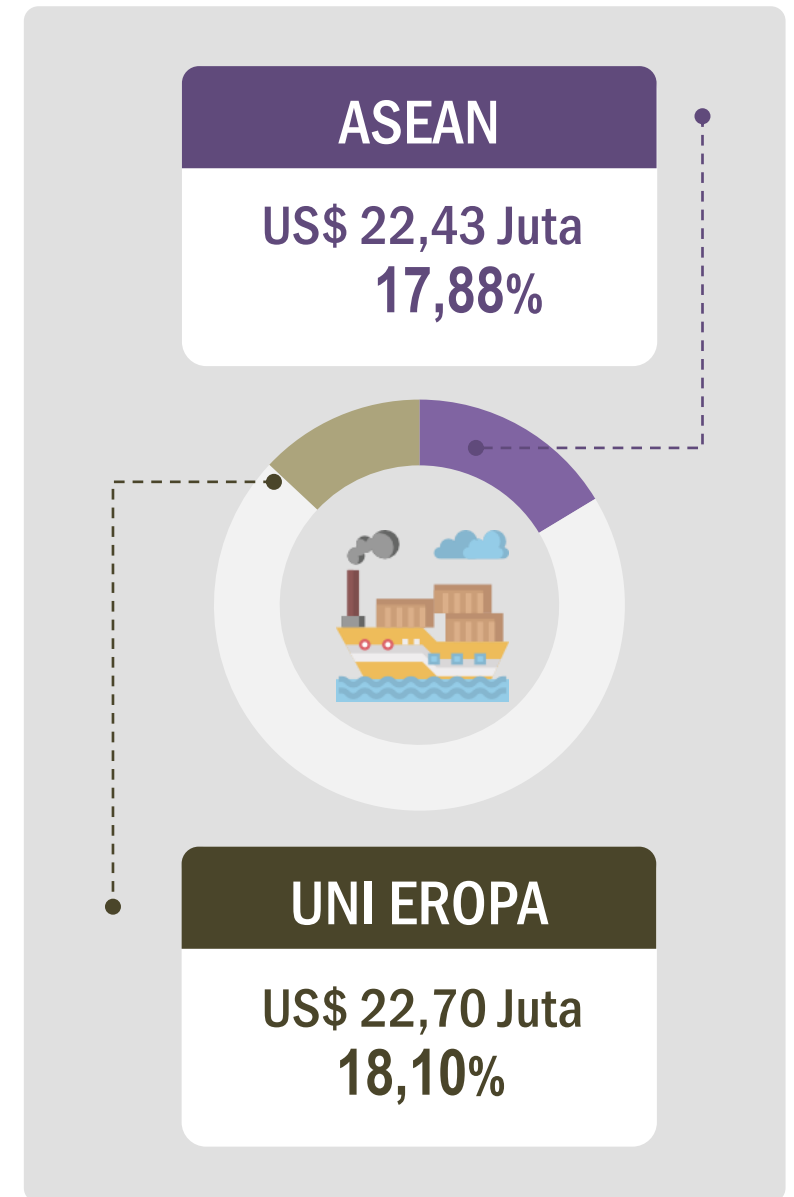 ASEAN
US$ 22,43 Juta
17,88%
UNI EROPA
US$ 22,70 Juta
18,10%